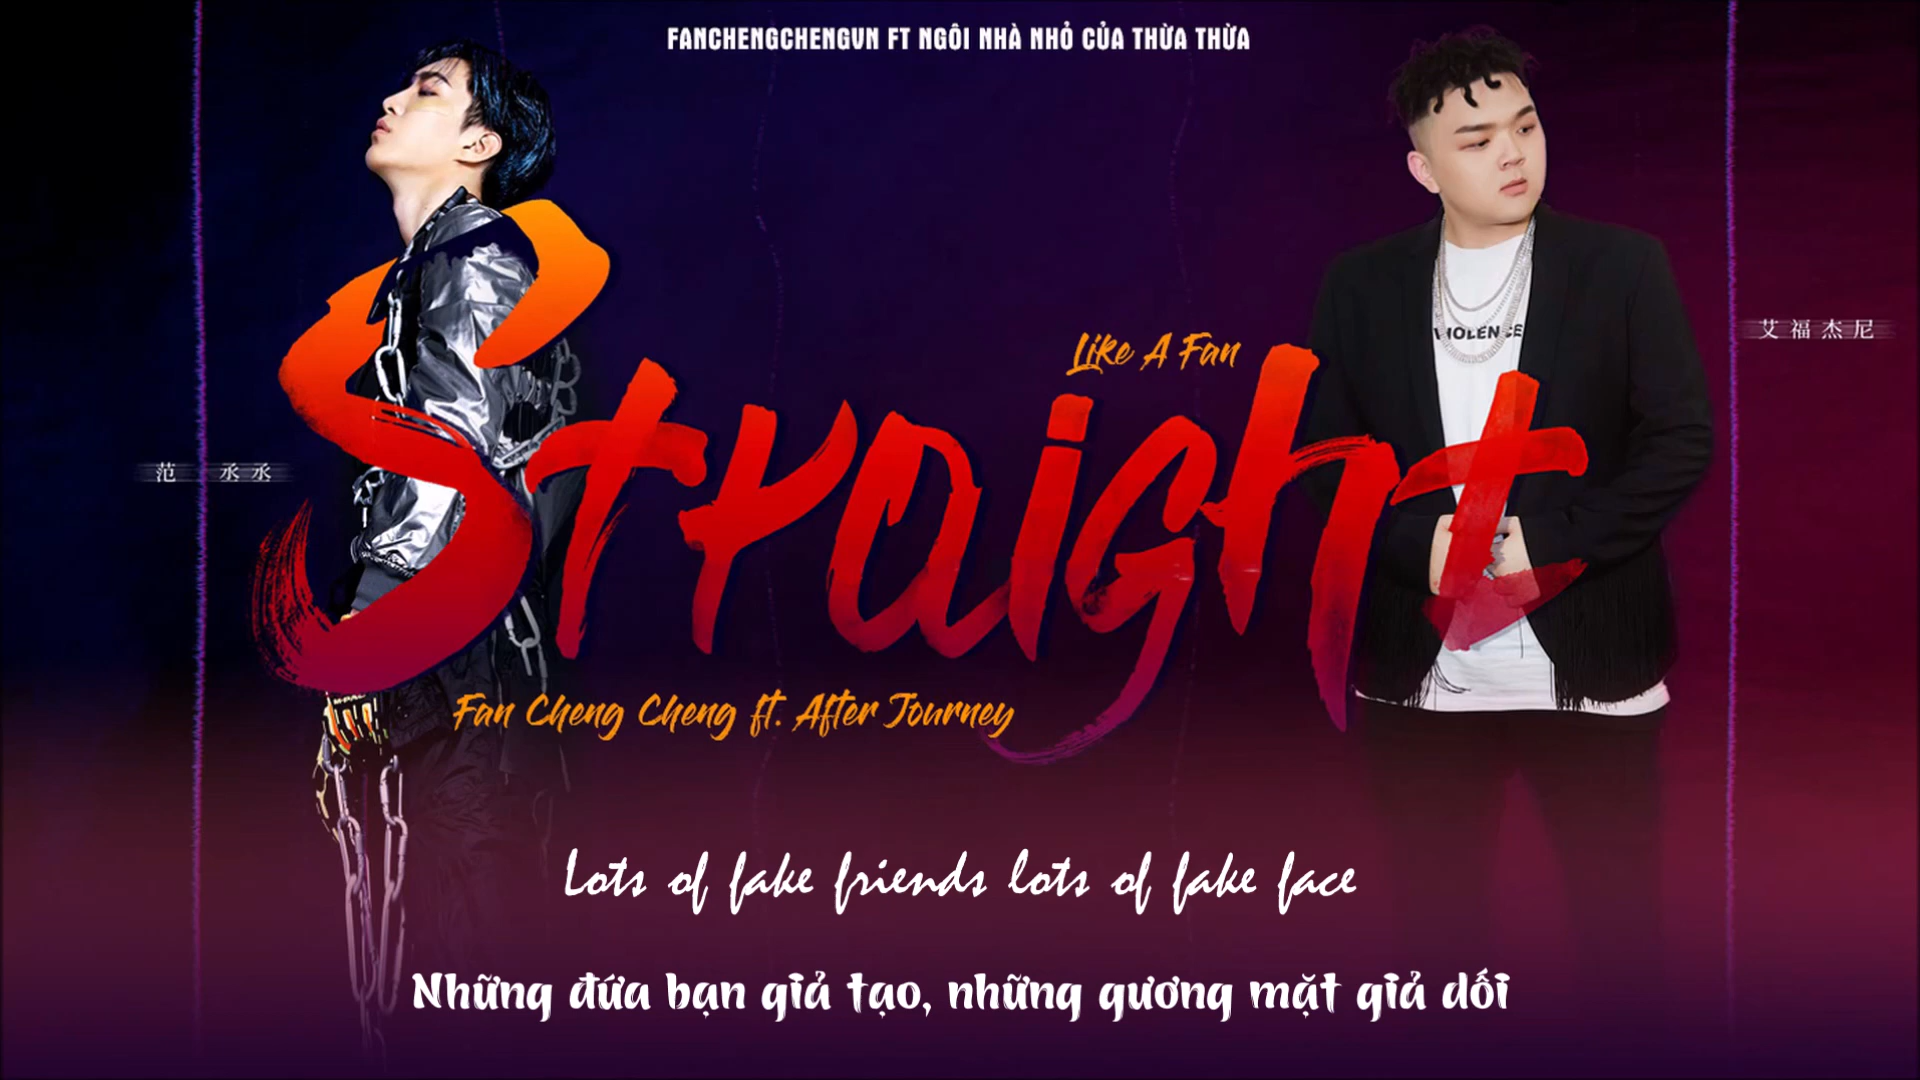 FANCHENGCHENGVN FT NGÔI NHÀ NHỎ CỦA THỪA THỪA
Like A Fan
艾福杰尼
VIOLENCE
Straight
范 丞丞
Fan Cheng Cheng ft. After Journey
Lots of fake friends lots of fake face
Những đứa bạn giả tạo, những gương mặt giả dối